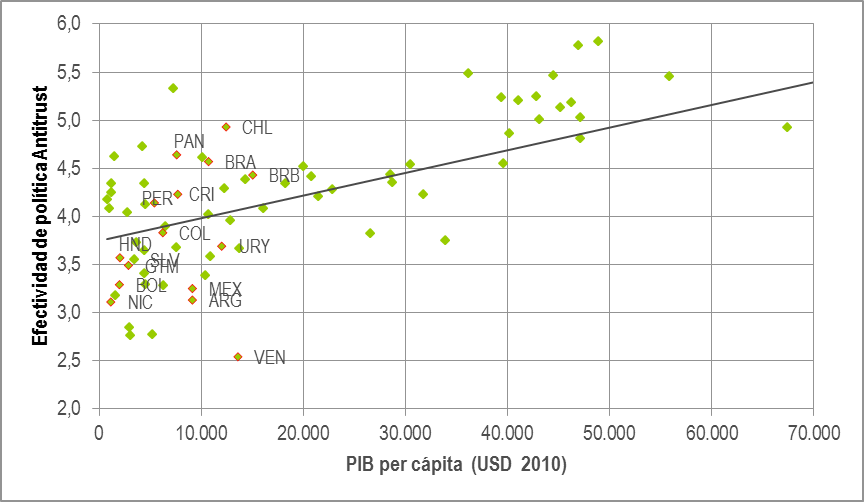 6,0
5,5
5,0
4,5
4,0
3,5
3,0
2,5
2,0
Efectividad de política Antitrust
CHL
PAN
BRA
BRB
PER
CRI
COL
HND
URY
SLV
GTM
BOL
MEX
NIC
ARG
VEN
0
10.000
20.000
30.000
40.000
50.000
60.000
70.000
PIB per cápita (USD 2010)